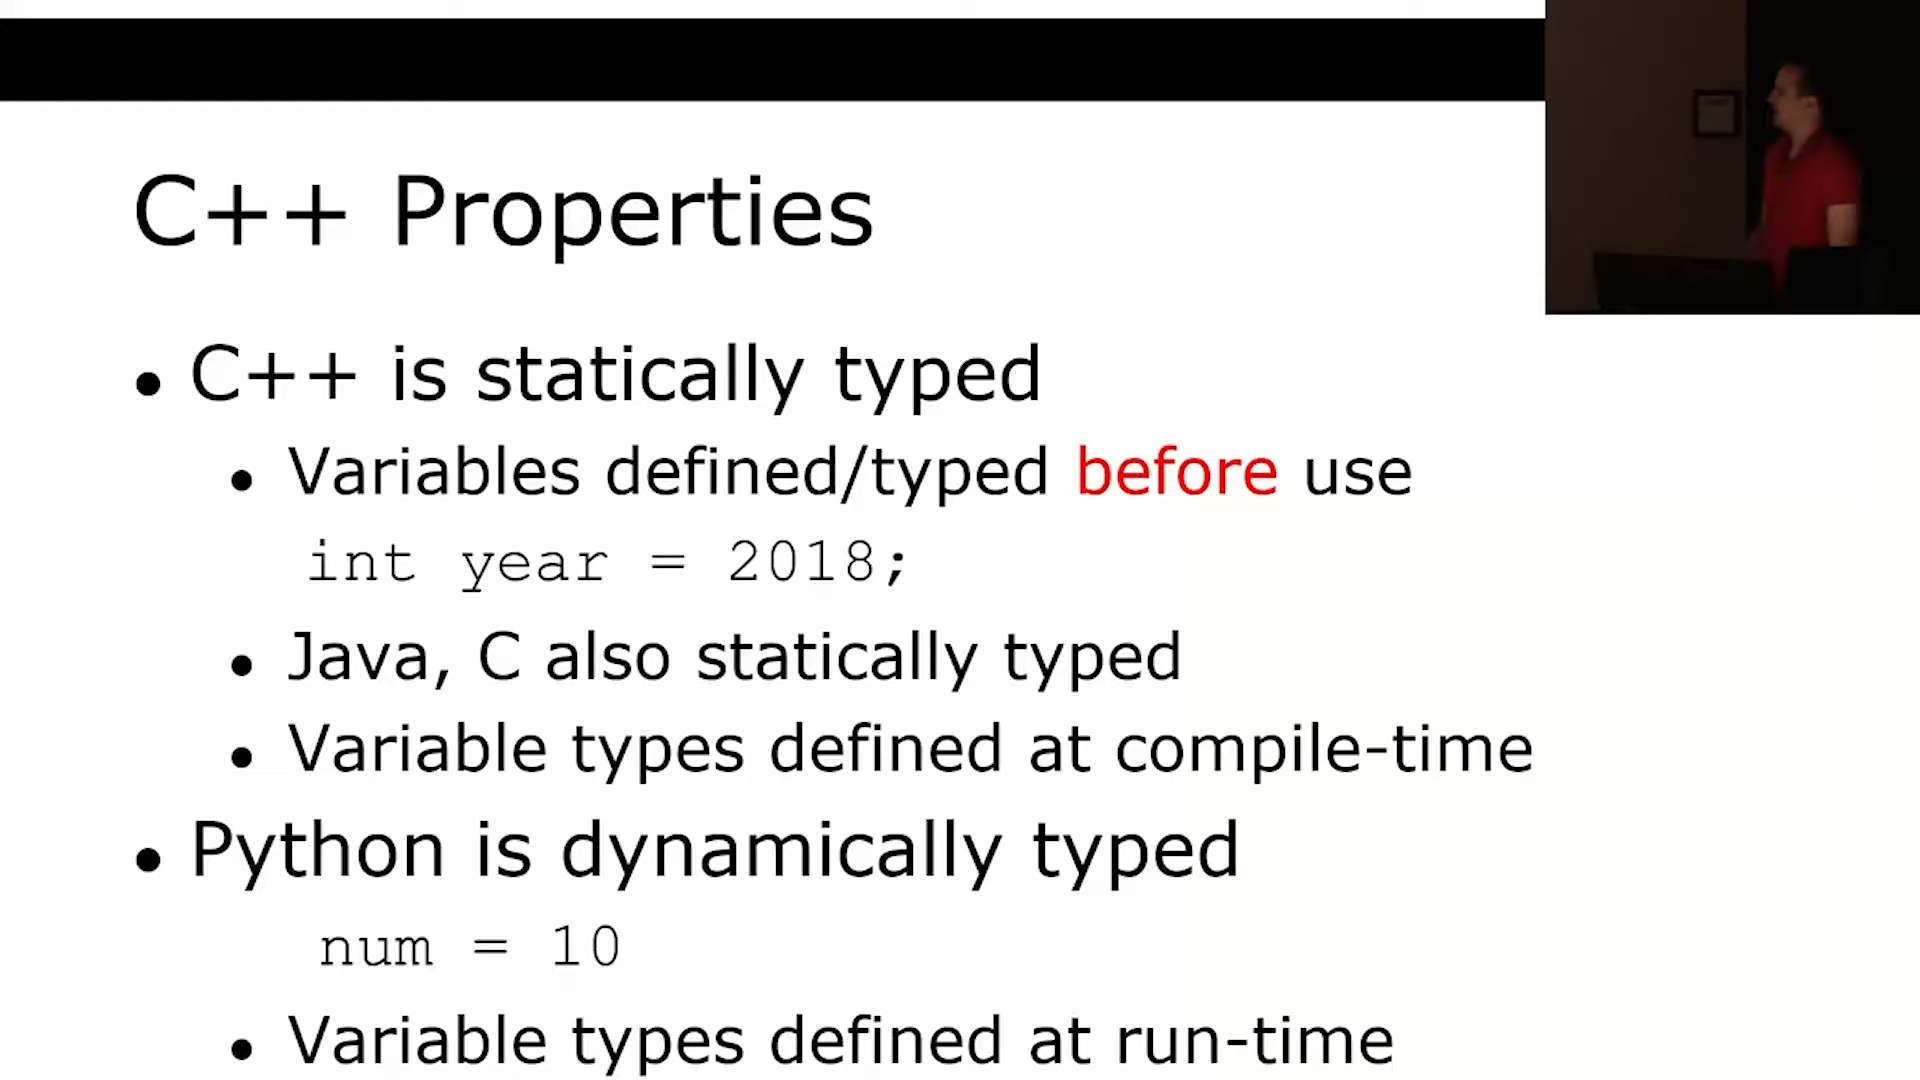 C++ Properties
• C++ is statically typed
• Variables defined/typed before use
int year = 2018;
• Java, C also statically typed
• Variable types defined at compile-time
• Python is dynamically typed
num = 10
• Variable types defined at run-time